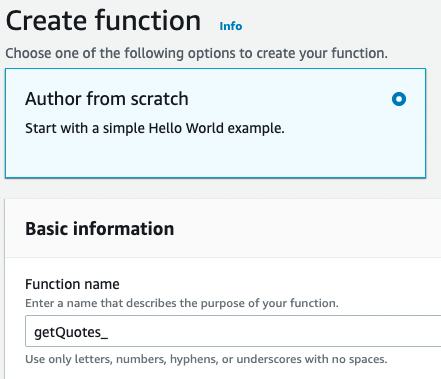 Create function Info
Choose one of the following options to create your function.
Author from scratch
Start with a simple Hello World example.
Basic information
Function name
Enter a name that describes the purpose of your function.
getQuotes_
Use only letters, numbers, hyphens, or underscores with no spaces.